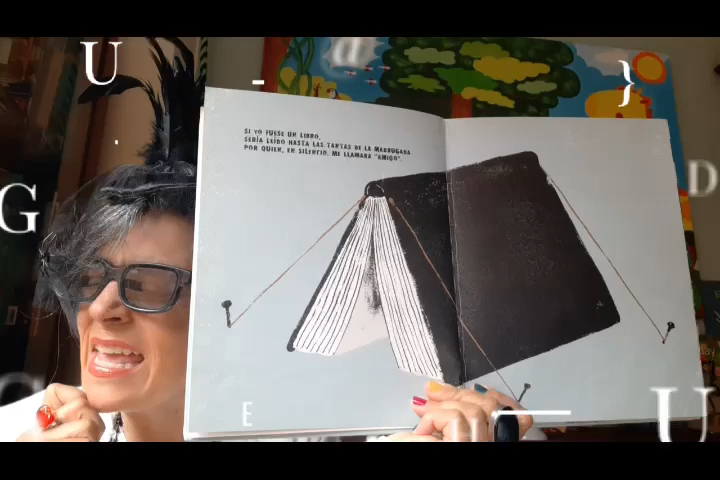 U - a }
SI YO FUESE UN LIBRO,
SERÍA LEÍDO HASTA LAS TANTAS DE LA MADRUGADA
POR QUIEN, EN SILENCIO, ME LLAMARA "AMIGO".
G
D
E
U